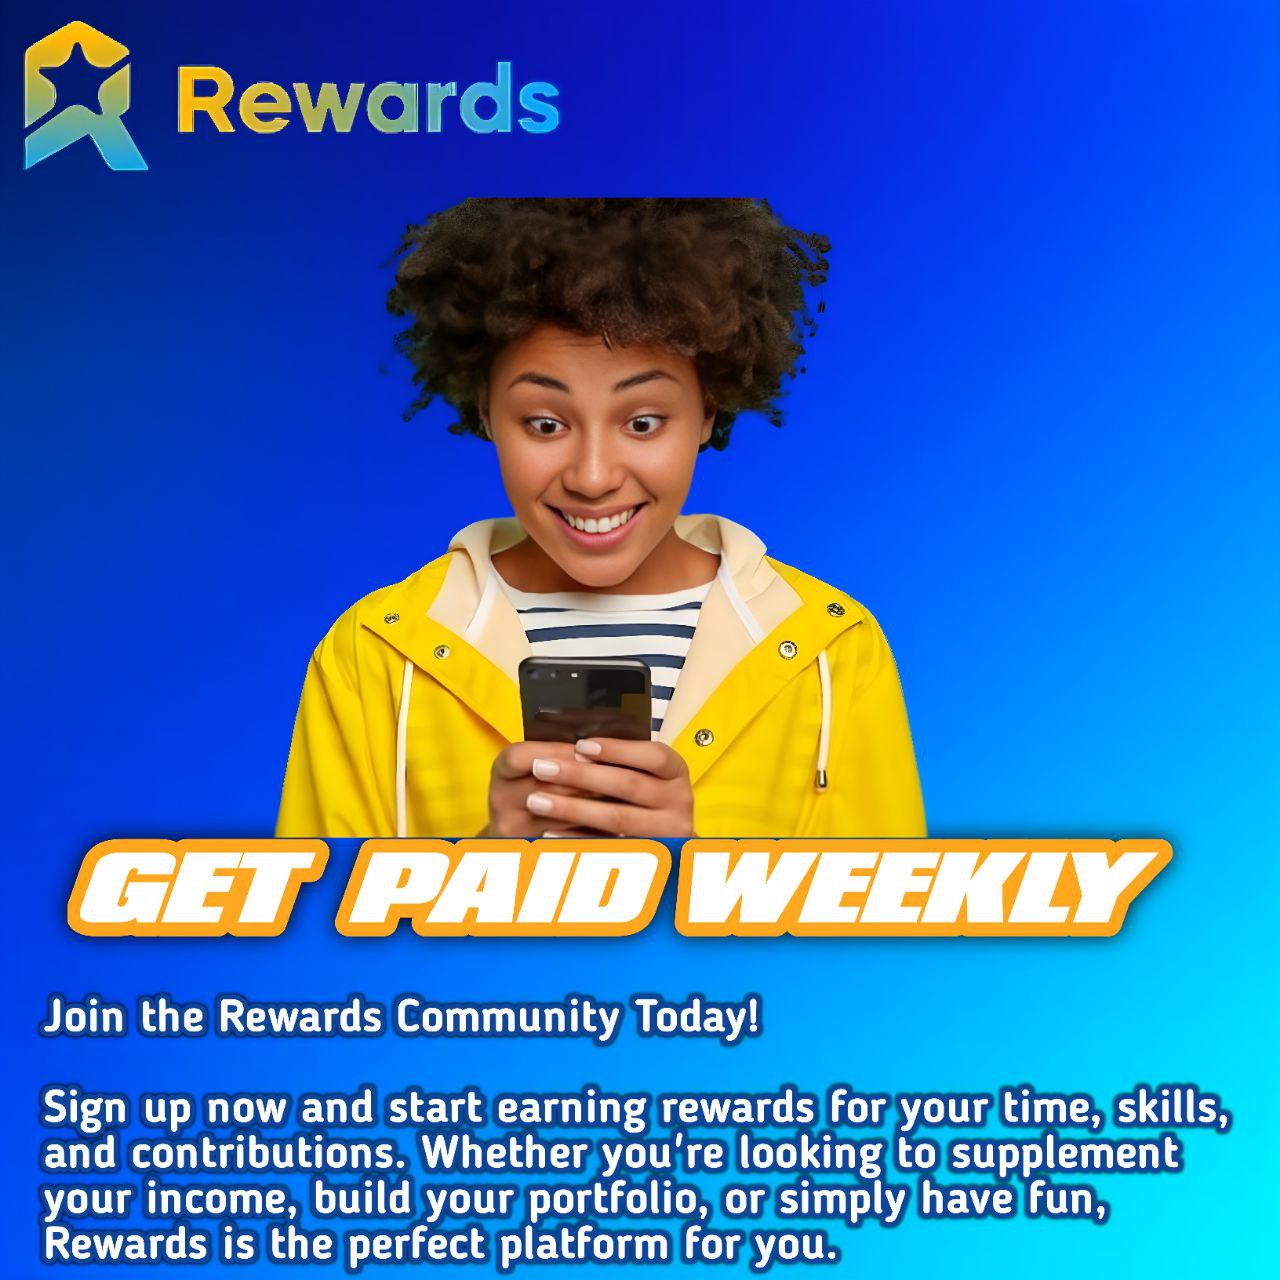 Rewards
GET PAID WEEKLY
Join the Rewards Community Today!
Sign up now and start earning rewards for your time, skills,
and contributions. Whether you're looking to supplement
your income, build your portfolio, or simply have fun,
Rewards is the perfect platform for you.